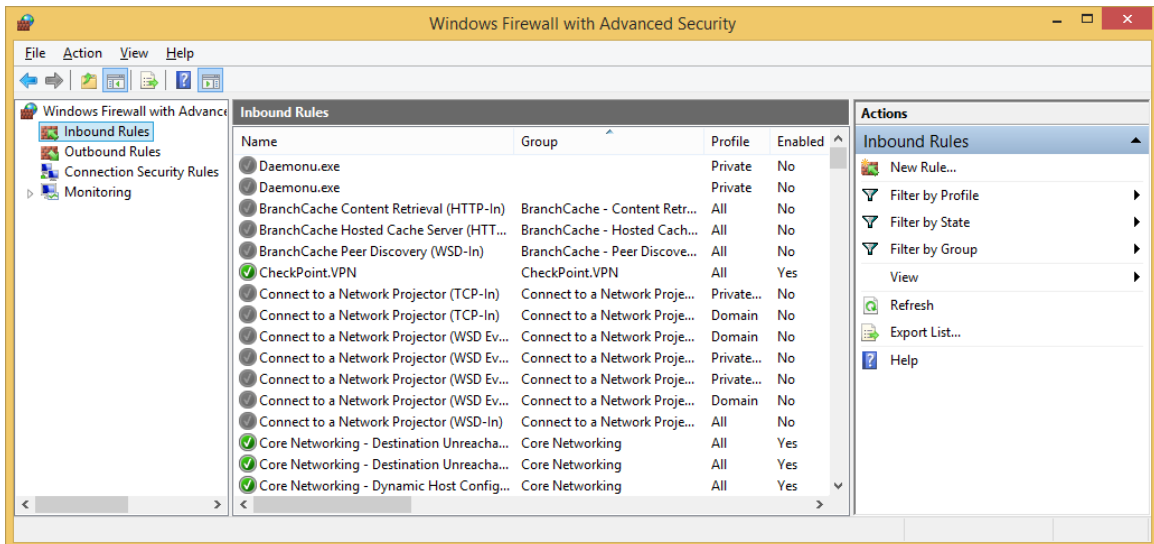 Windows Firewall with Advanced Security
File Action View Help
Windows Firewall with Advance
Inbound Rules
Outbound Rules
Connection Security Rules
Monitoring
Inbound Rules
Name Group Profile Enabled
Daemonu.exe Private No
Daemonu.exe Private No
BranchCache Content Retrieval (HTTP-In) BranchCache - Content Retr... All No
BranchCache Hosted Cache Server (HTT... BranchCache - Hosted Cach... All No
BranchCache Peer Discovery (WSD-In) BranchCache - Peer Discove... All No
CheckPoint.VPN CheckPoint.VPN All Yes
Connect to a Network Projector (TCP-In) Connect to a Network Proje... Private... No
Connect to a Network Projector (TCP-In) Connect to a Network Proje... Domain No
Connect to a Network Projector (WSD Ev... Connect to a Network Proje... Domain No
Connect to a Network Projector (WSD Ev... Connect to a Network Proje... Private... No
Connect to a Network Projector (WSD Ev... Connect to a Network Proje... Private... No
Connect to a Network Projector (WSD Ev... Connect to a Network Proje... Domain No
Connect to a Network Projector (WSD-In) Connect to a Network Proje... All No
Core Networking - Destination Unreacha... Core Networking All Yes
Core Networking - Destination Unreacha... Core Networking All Yes
Core Networking - Dynamic Host Config... Core Networking All Yes
Actions
Inbound Rules
New Rule...
Filter by Profile
Filter by State
Filter by Group
View
Refresh
Export List...
Help